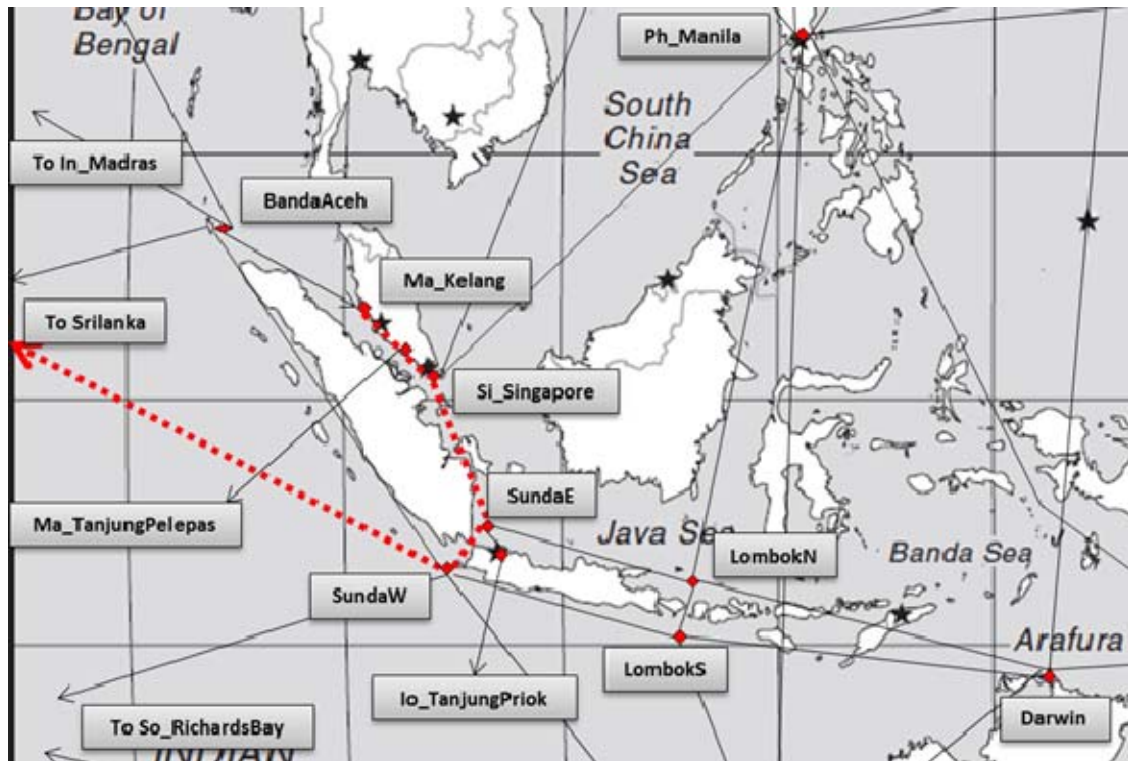 Bay of
Bengal
Ph_Manila
South
China
Sea
To In_Madras
BandaAceh
Ma_Kelang
To Srilanka
Si_Singapore
SundaE
Ma_TanjungPelepas
Java Sea
LombokN
Banda Sea
SundaW
Arafura
LombokS
Io_TanjungPriok
Darwin
To So_RichardsBay
INDIAN